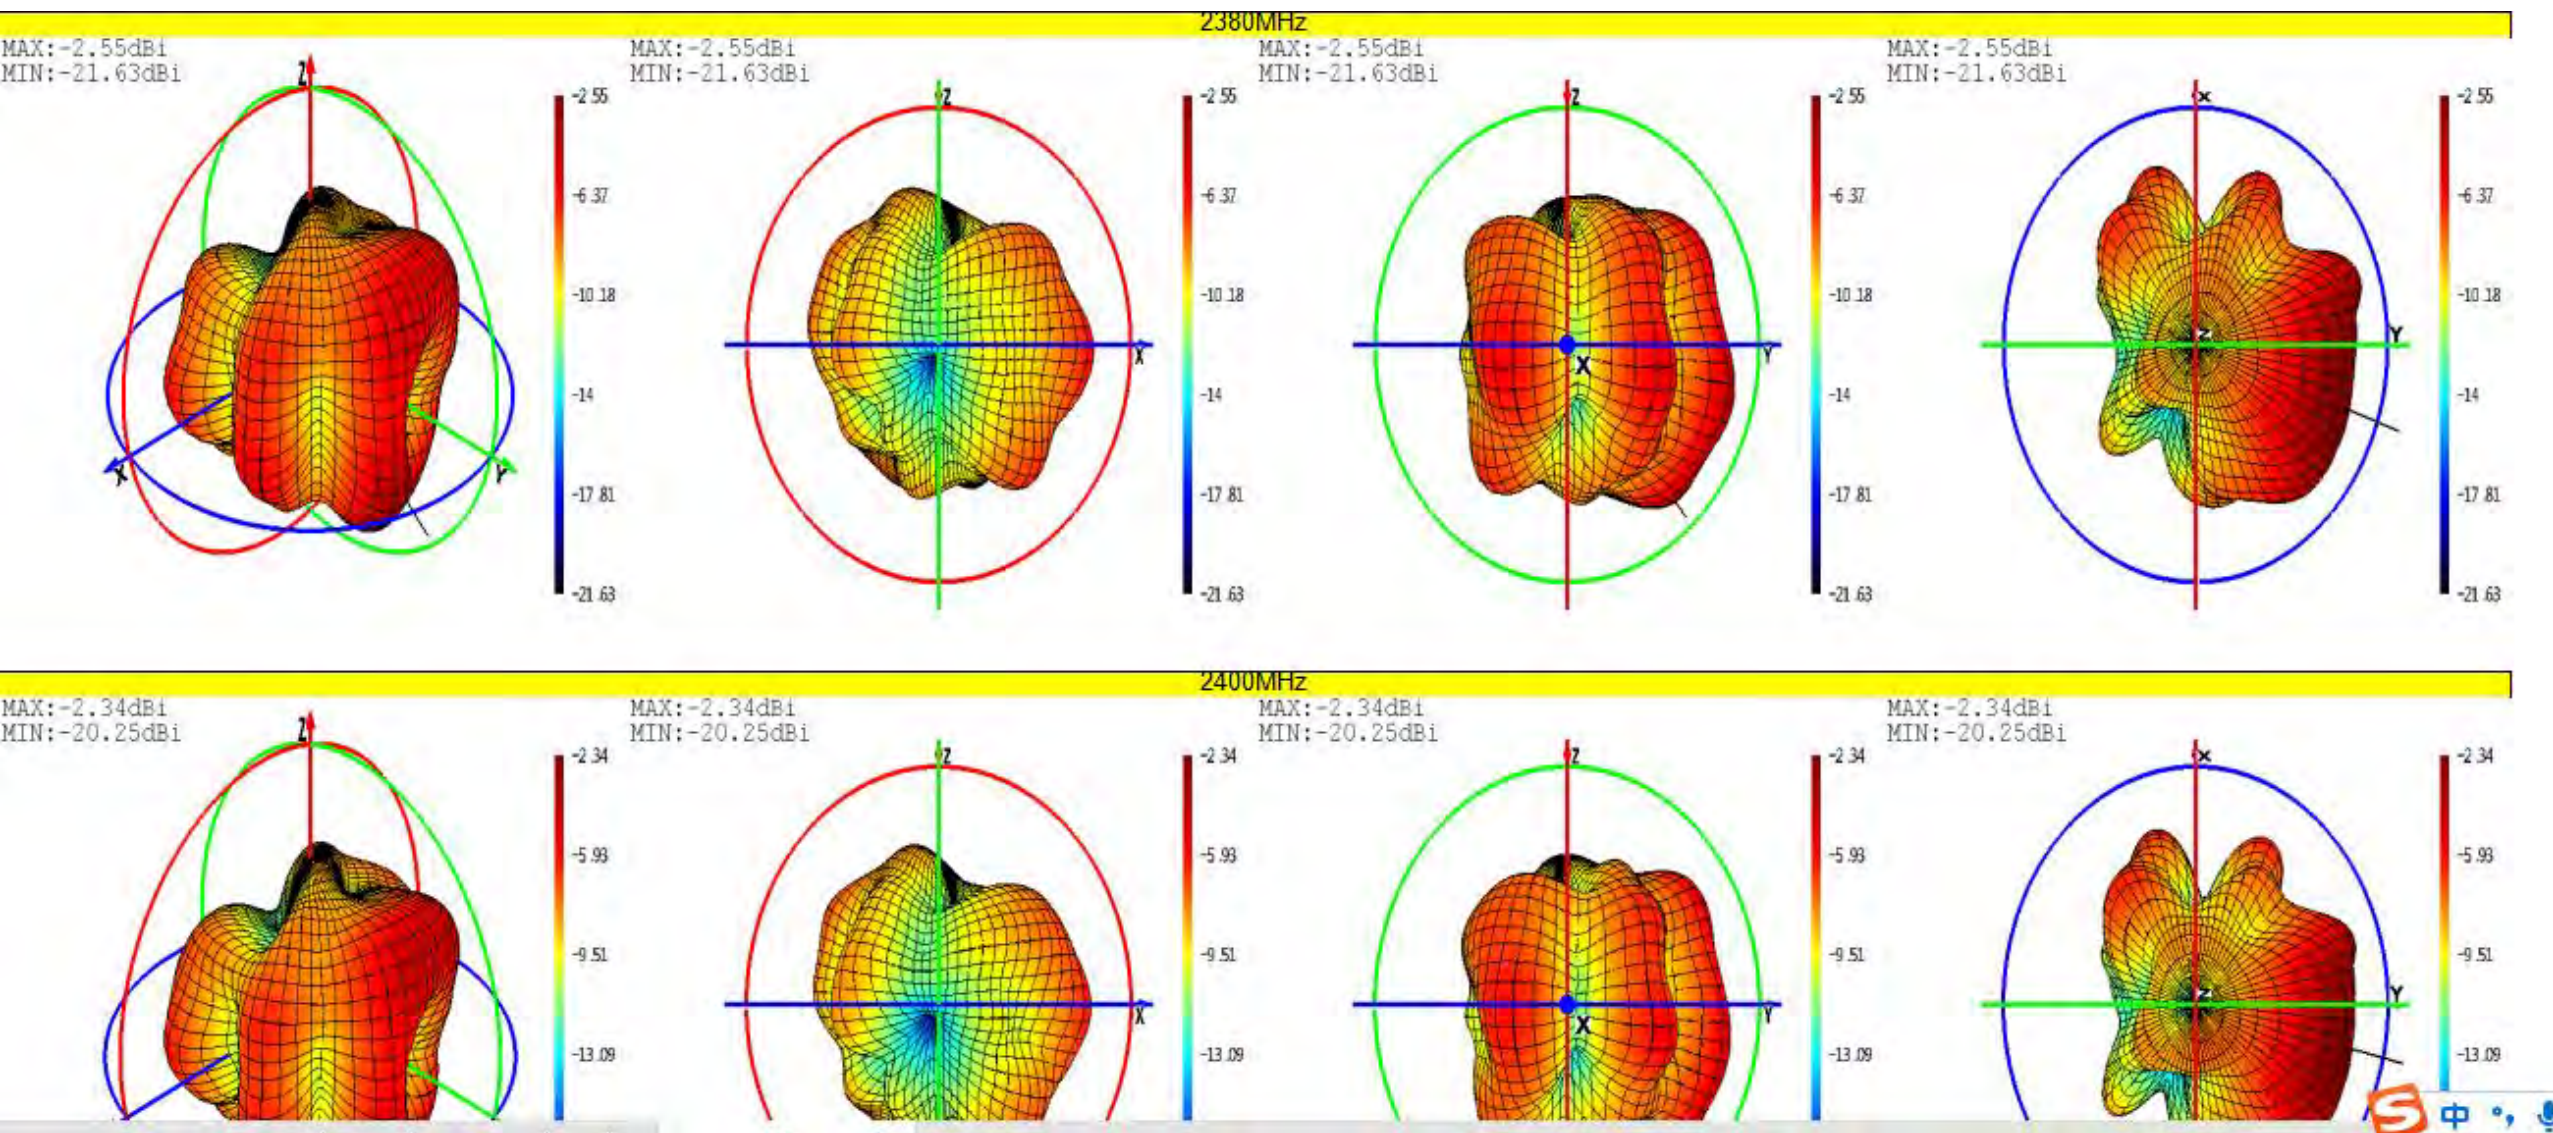 2380MHz
MAX:-2.55dBi
MIN:-21.63dBi
Z
X
Y
-2.55
-6.37
-10.18
-14
-17.81
-21.63
MAX:-2.55dBi
MIN:-21.63dBi
Z
X
-2.55
-6.37
-10.18
-14
-17.81
-21.63
MAX:-2.55dBi
MIN:-21.63dBi
Z
X
Y
-2.55
-6.37
-10.18
-14
-17.81
-21.63
MAX:-2.55dBi
MIN:-21.63dBi
X
Z
Y
-2.55
-6.37
-10.18
-14
-17.81
-21.63
2400MHz
MAX:-2.34dBi
MIN:-20.25dBi
Z
-2.34
-5.93
-9.51
-13.09
MAX:-2.34dBi
MIN:-20.25dBi
Z
X
-2.34
-5.93
-9.51
-13.09
MAX:-2.34dBi
MIN:-20.25dBi
Z
X
Y
-2.34
-5.93
-9.51
-13.09
MAX:-2.34dBi
MIN:-20.25dBi
X
Z
Y
-2.34
-5.93
-9.51
-13.09
S 中 °,